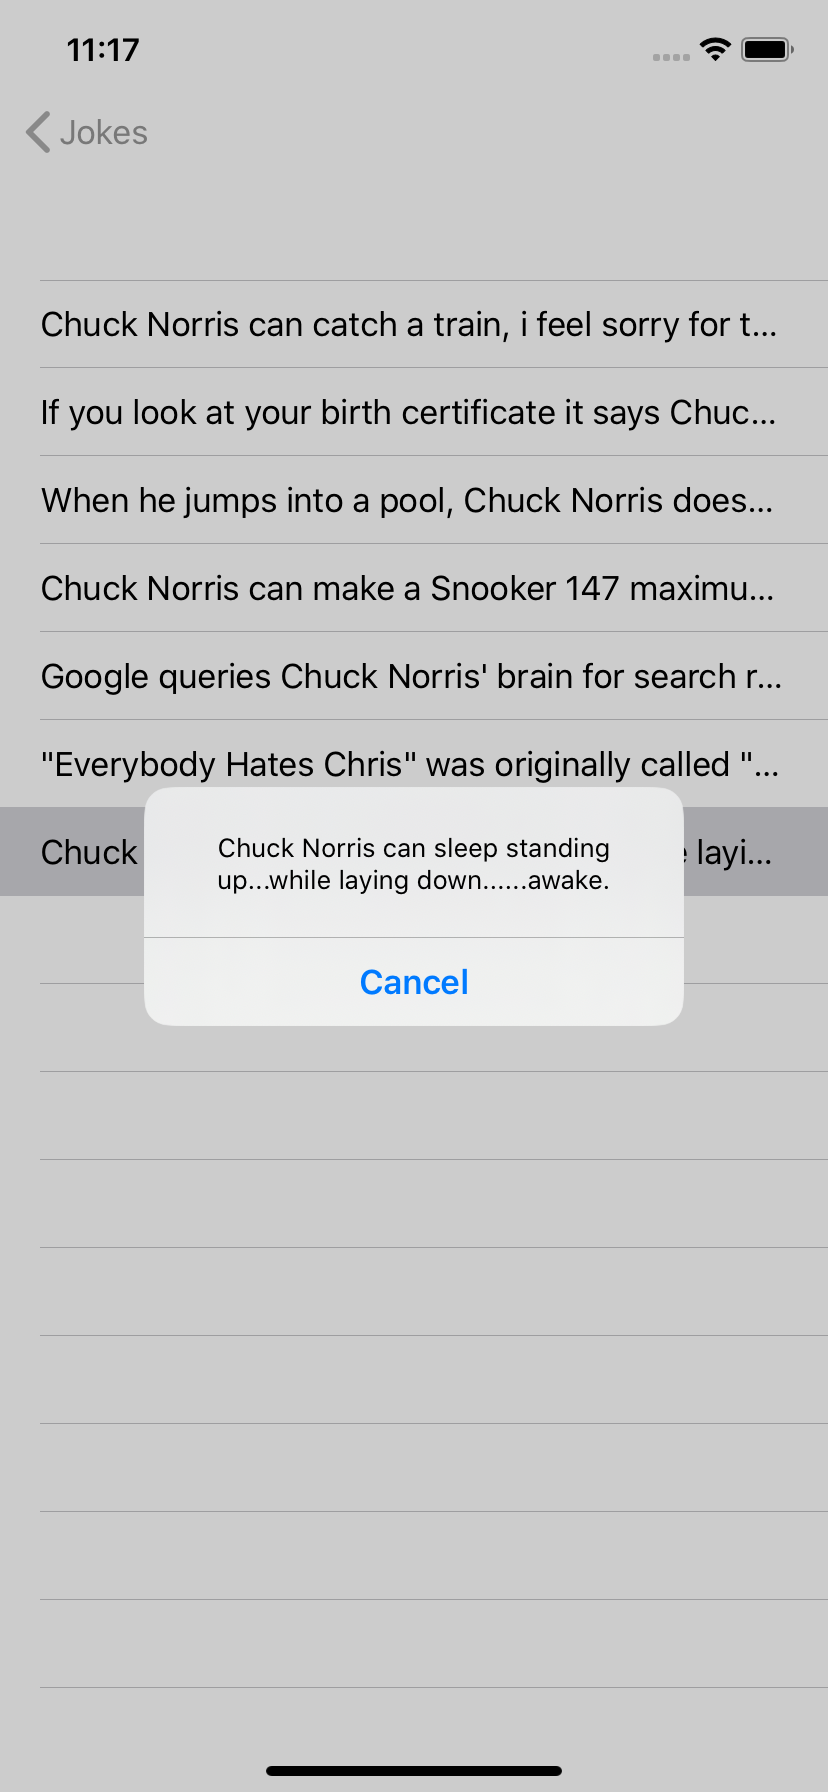 11:17
Jokes
Chuck Norris can catch a train, i feel sorry for t...
If you look at your birth certificate it says Chuc...
When he jumps into a pool, Chuck Norris does...
Chuck Norris can make a Snooker 147 maximu...
Google queries Chuck Norris' brain for search r...
"Everybody Hates Chris" was originally called "...
Chuck layi...
Chuck Norris can sleep standing
up...while laying down......awake.
Cancel